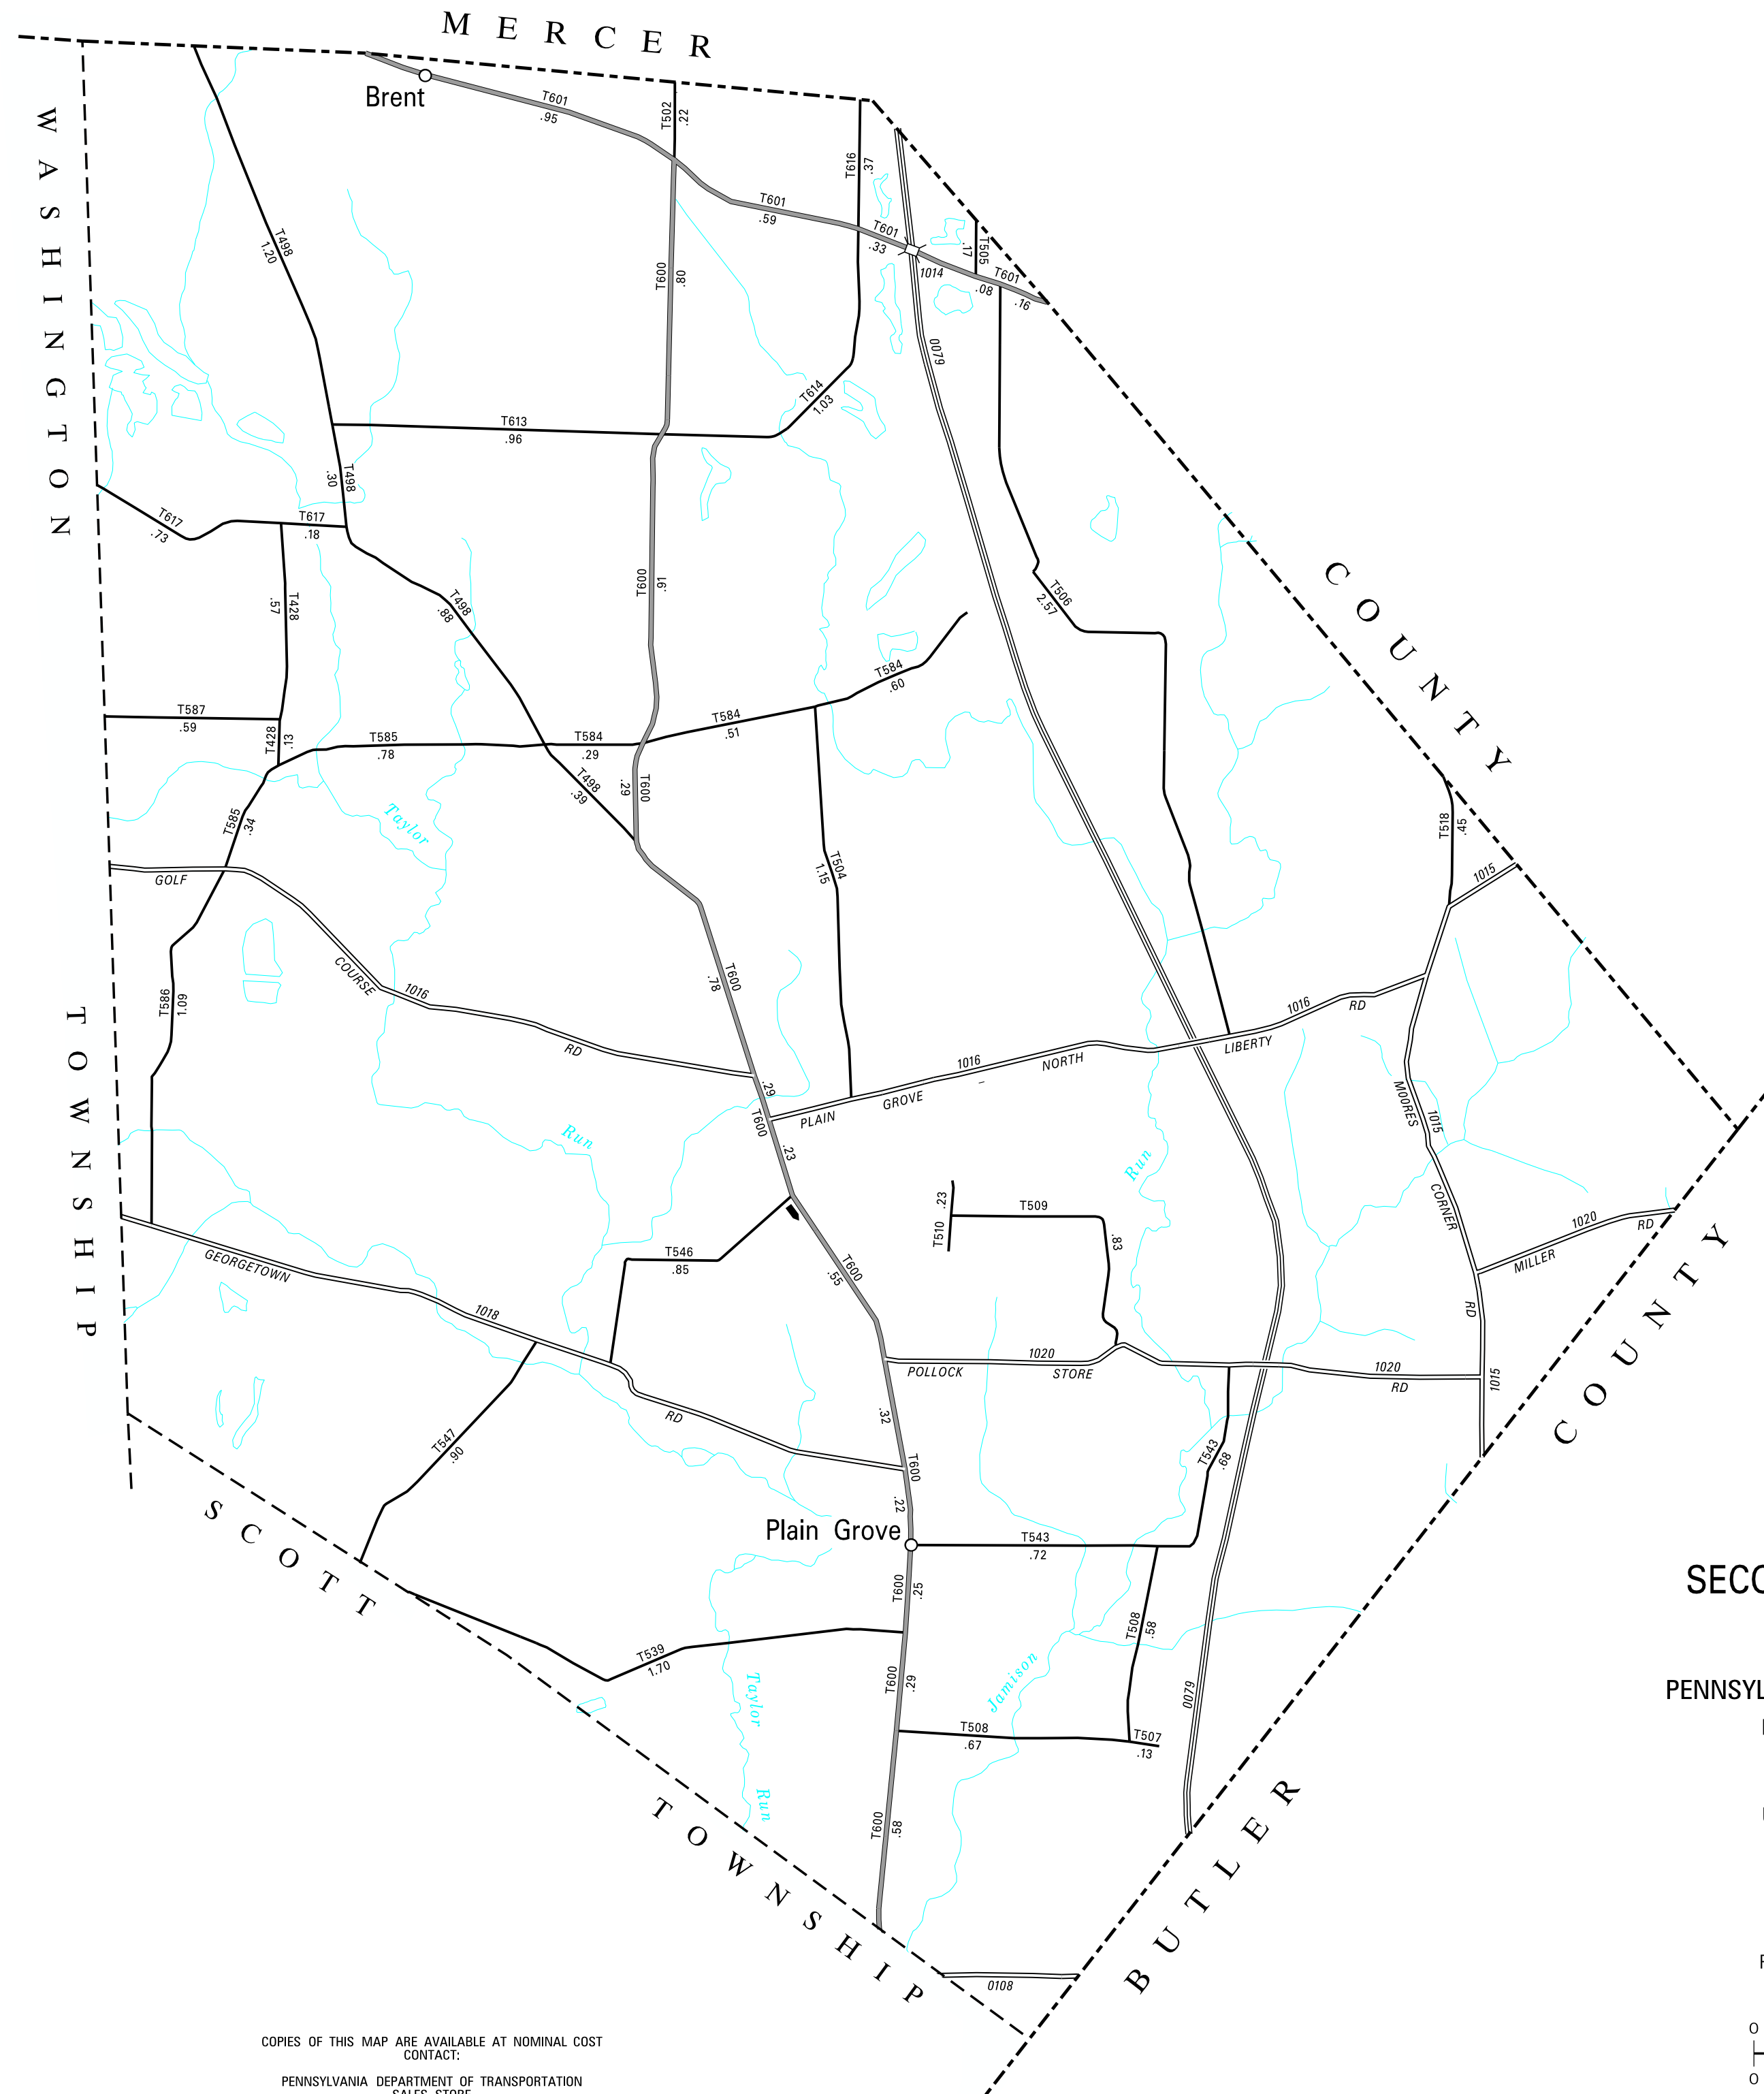 MERCER
COUNTY
WASHINGTON
TOWNSHIP
SCOTT
TOWNSHIP
BUTLER
COUNTY
Brent
T601
.95
T502
.22
T616
.37
T601
.59
T601
.33
1014
T505
.17
T601
.08
.16
T498
1.20
T600
.80
0079
T614
1.03
T613
.96
T498
.30
T617
.73
T617
.18
T428
.57
T498
.88
T600
.91
T506
2.57
T584
.60
T587
.59
T428
.13
T585
.78
T584
.29
T584
.51
T498
.39
T600
.29
Taylor
T585
.34
T504
1.15
T518
.45
1015
GOLF
COURSE
1016
RD
T586
1.09
T600
.78
1016
RD
LIBERTY
NORTH
1016
GROVE
PLAIN
.29
T600
.23
Run
Run
MOORES
1015
CORNER
RD
1015
T510
.23
T509
.83
1020
MILLER
RD
T546
.85
T600
.55
GEORGETOWN
1018
RD
POLLOCK
1020
STORE
1020
RD
T547
.90
.32
T600
.22
T543
.68
Plain Grove
T543
.72
T600
.25
T508
.58
T539
1.70
T600
.29
Taylor
Run
Jamison
0079
T508
.67
T507
.13
T600
.58
0108
SECO
PENNSYL
COPIES OF THIS MAP ARE AVAILABLE AT NOMINAL COST
CONTACT:
PENNSYLVANIA DEPARTMENT OF TRANSPORTATION
SALES STORE
0
0